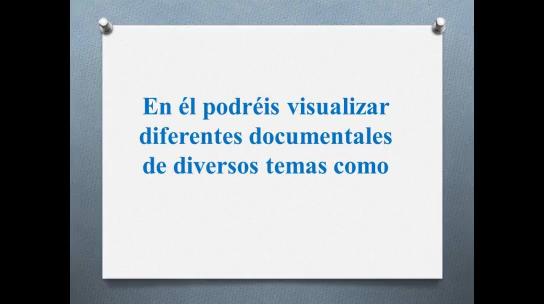 En él podréis visualizar
diferentes documentales
de diversos temas como